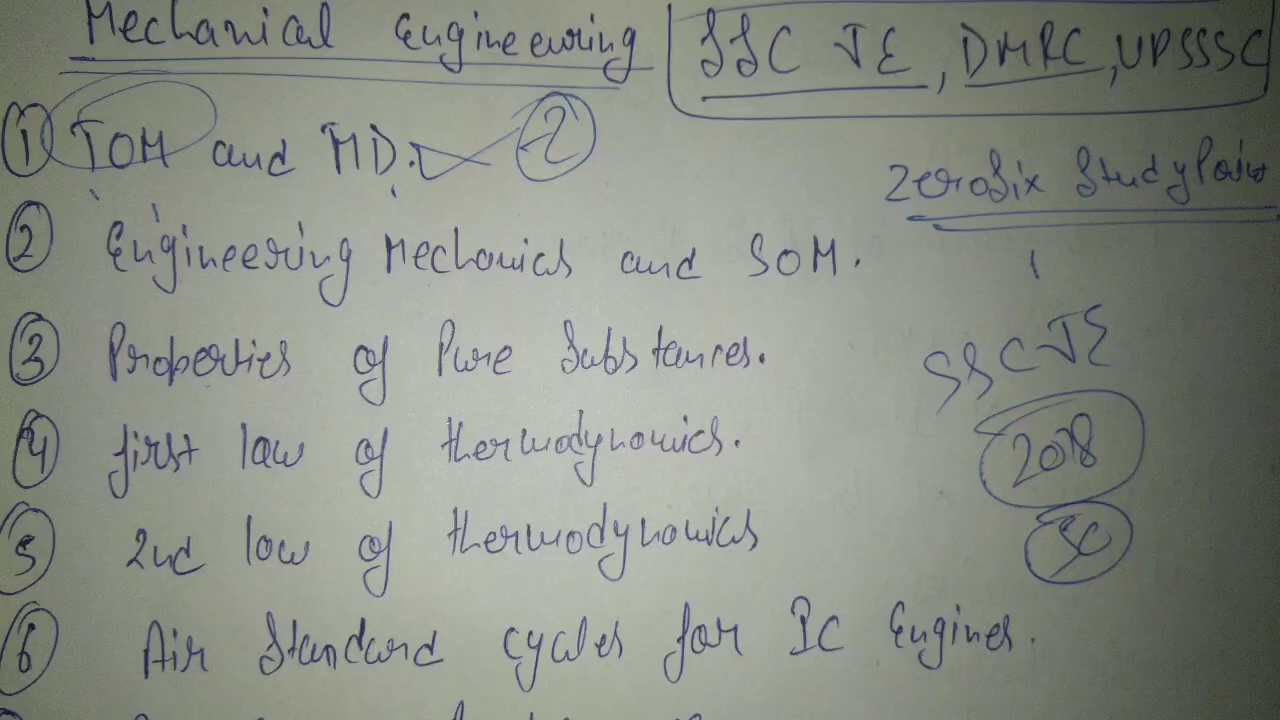 Mechanical Engineering
SSC JE, DMRC, UPSSSC
① TOM and MD. ②
ZeroSix StudyPoint
② Engineering Mechanics and SOM.
③ Properties of Pure Substances.
SSC JE
④ first law of thermodynamics.
2018
⑤ 2nd law of thermodynamics
⑥ Air Standard cycles for IC Engines.